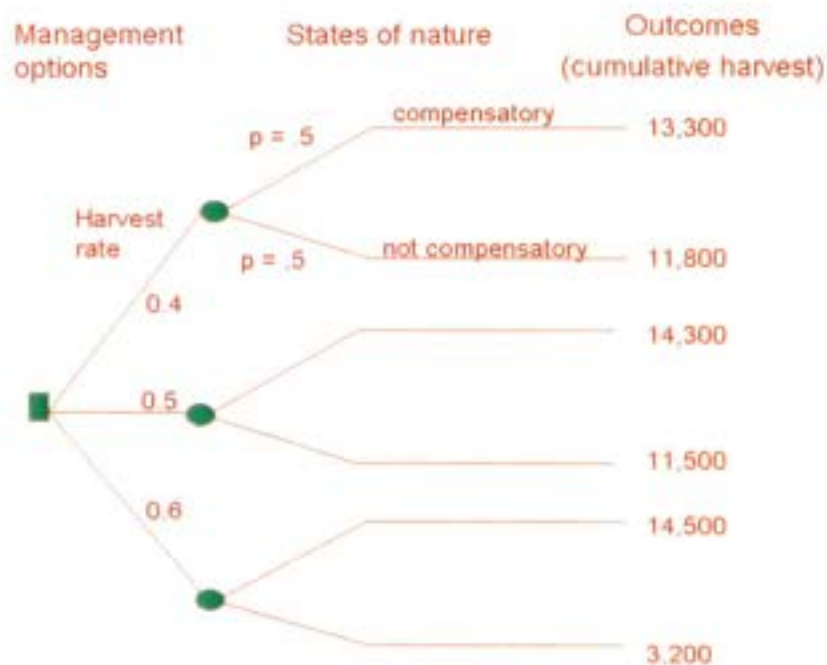 Management
options
States of nature
Outcomes
(cumulative harvest)
p = .5
compensatory
13,300
Harvest
rate
p = .5
not compensatory
11,800
0.4
14,300
0.5
11,500
0.6
14,500
3,200